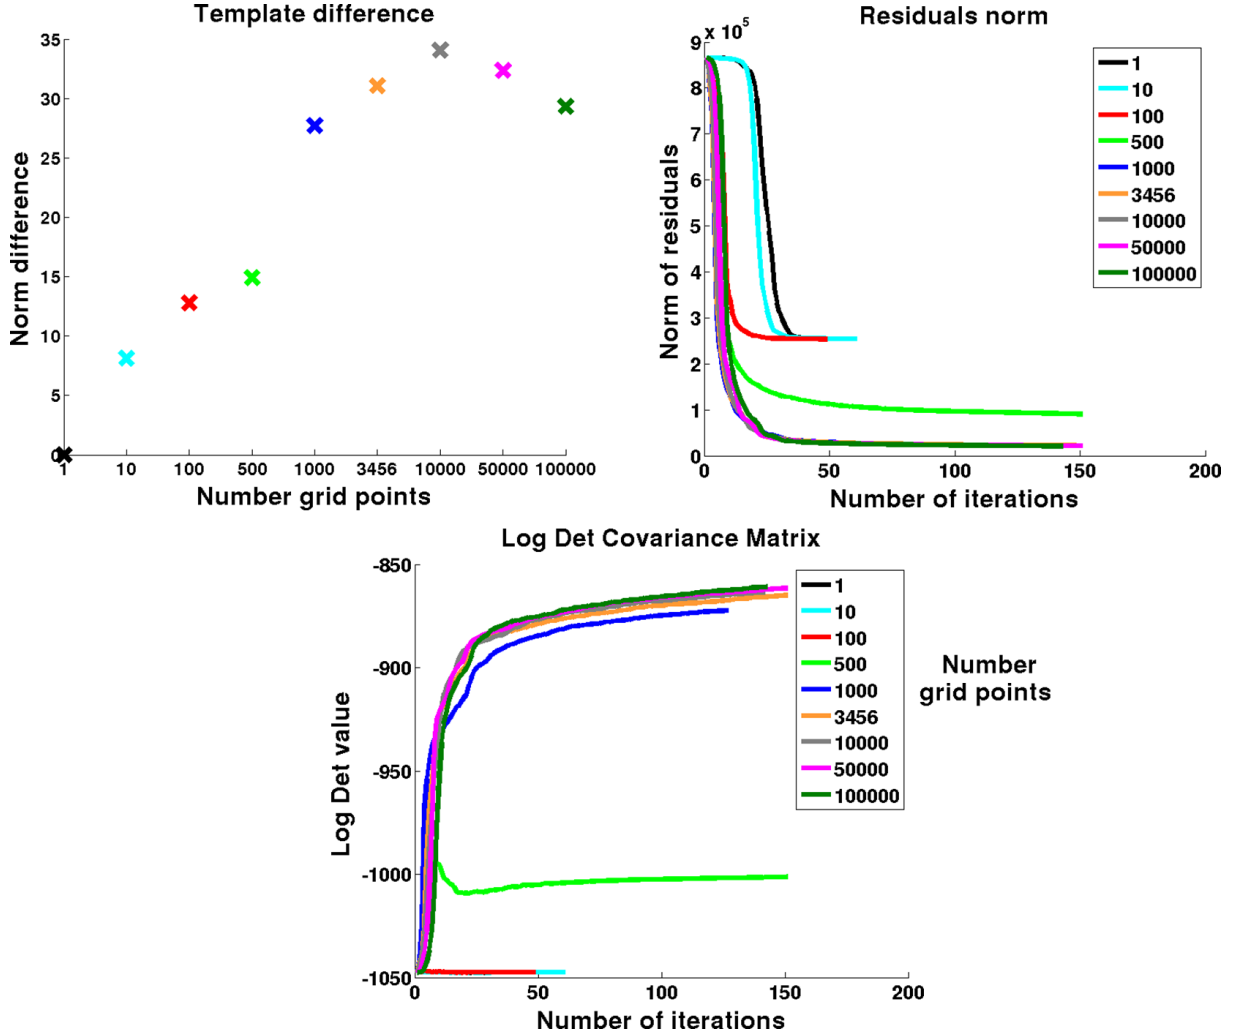 Template difference
35
30
25
20
15
10
5
0
Norm difference
1 10 100 500 1000 3456 10000 50000 100000
Number grid points
Residuals norm
x 10^5
9
8
7
6
5
4
3
2
1
0
Norm of residuals
0 50 100 150 200
Number of iterations
1
10
100
500
1000
3456
10000
50000
100000
Log Det Covariance Matrix
-850
-900
-950
-1000
-1050
Log Det value
0 50 100 150 200
Number of iterations
1
10
100
500
1000
3456
10000
50000
100000
Number
grid points